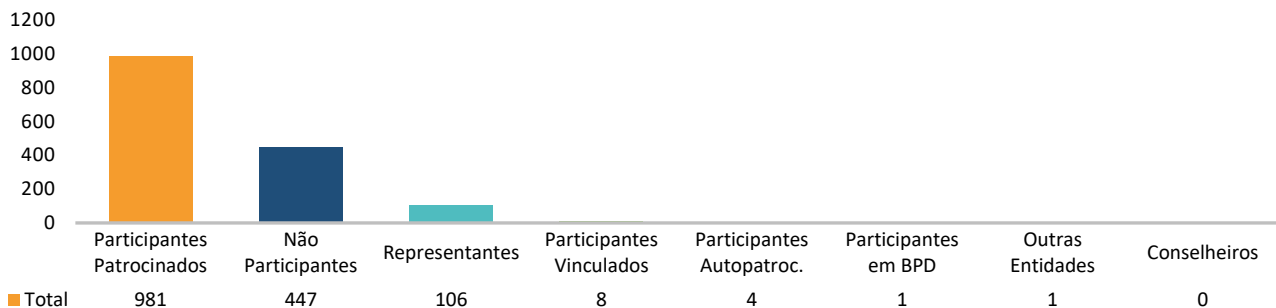 1200
1000
800
600
400
200
0
Participantes
Patrocinados
Não
Participantes
Representantes
Participantes
Vinculados
Participantes
Autopatroc.
Participantes
em BPD
Outras
Entidades
Conselheiros
Total 981 447 106 8 4 1 1 0